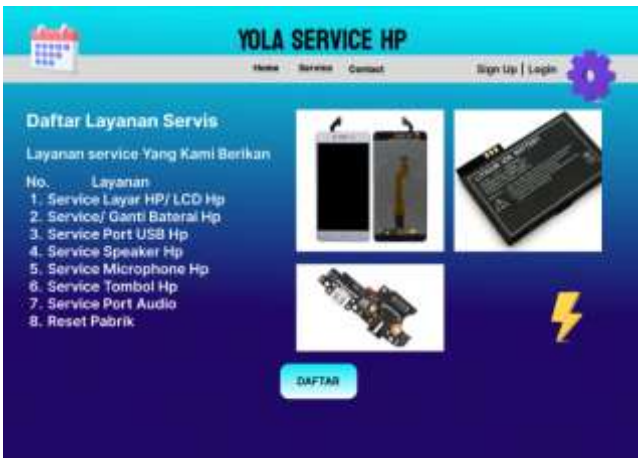 YOLA SERVICE HP
Home Service Contact Sign Up | Login
Daftar Layanan Servis
Layanan service Yang Kami Berikan
No. Layanan
1. Service Layar HP/ LCD Hp
2. Service/ Ganti Baterai Hp
3. Service Port USB Hp
4. Service Speaker Hp
5. Service Microphone Hp
6. Service Tombol Hp
7. Service Port Audio
8. Reset Pabrik
DAFTAR